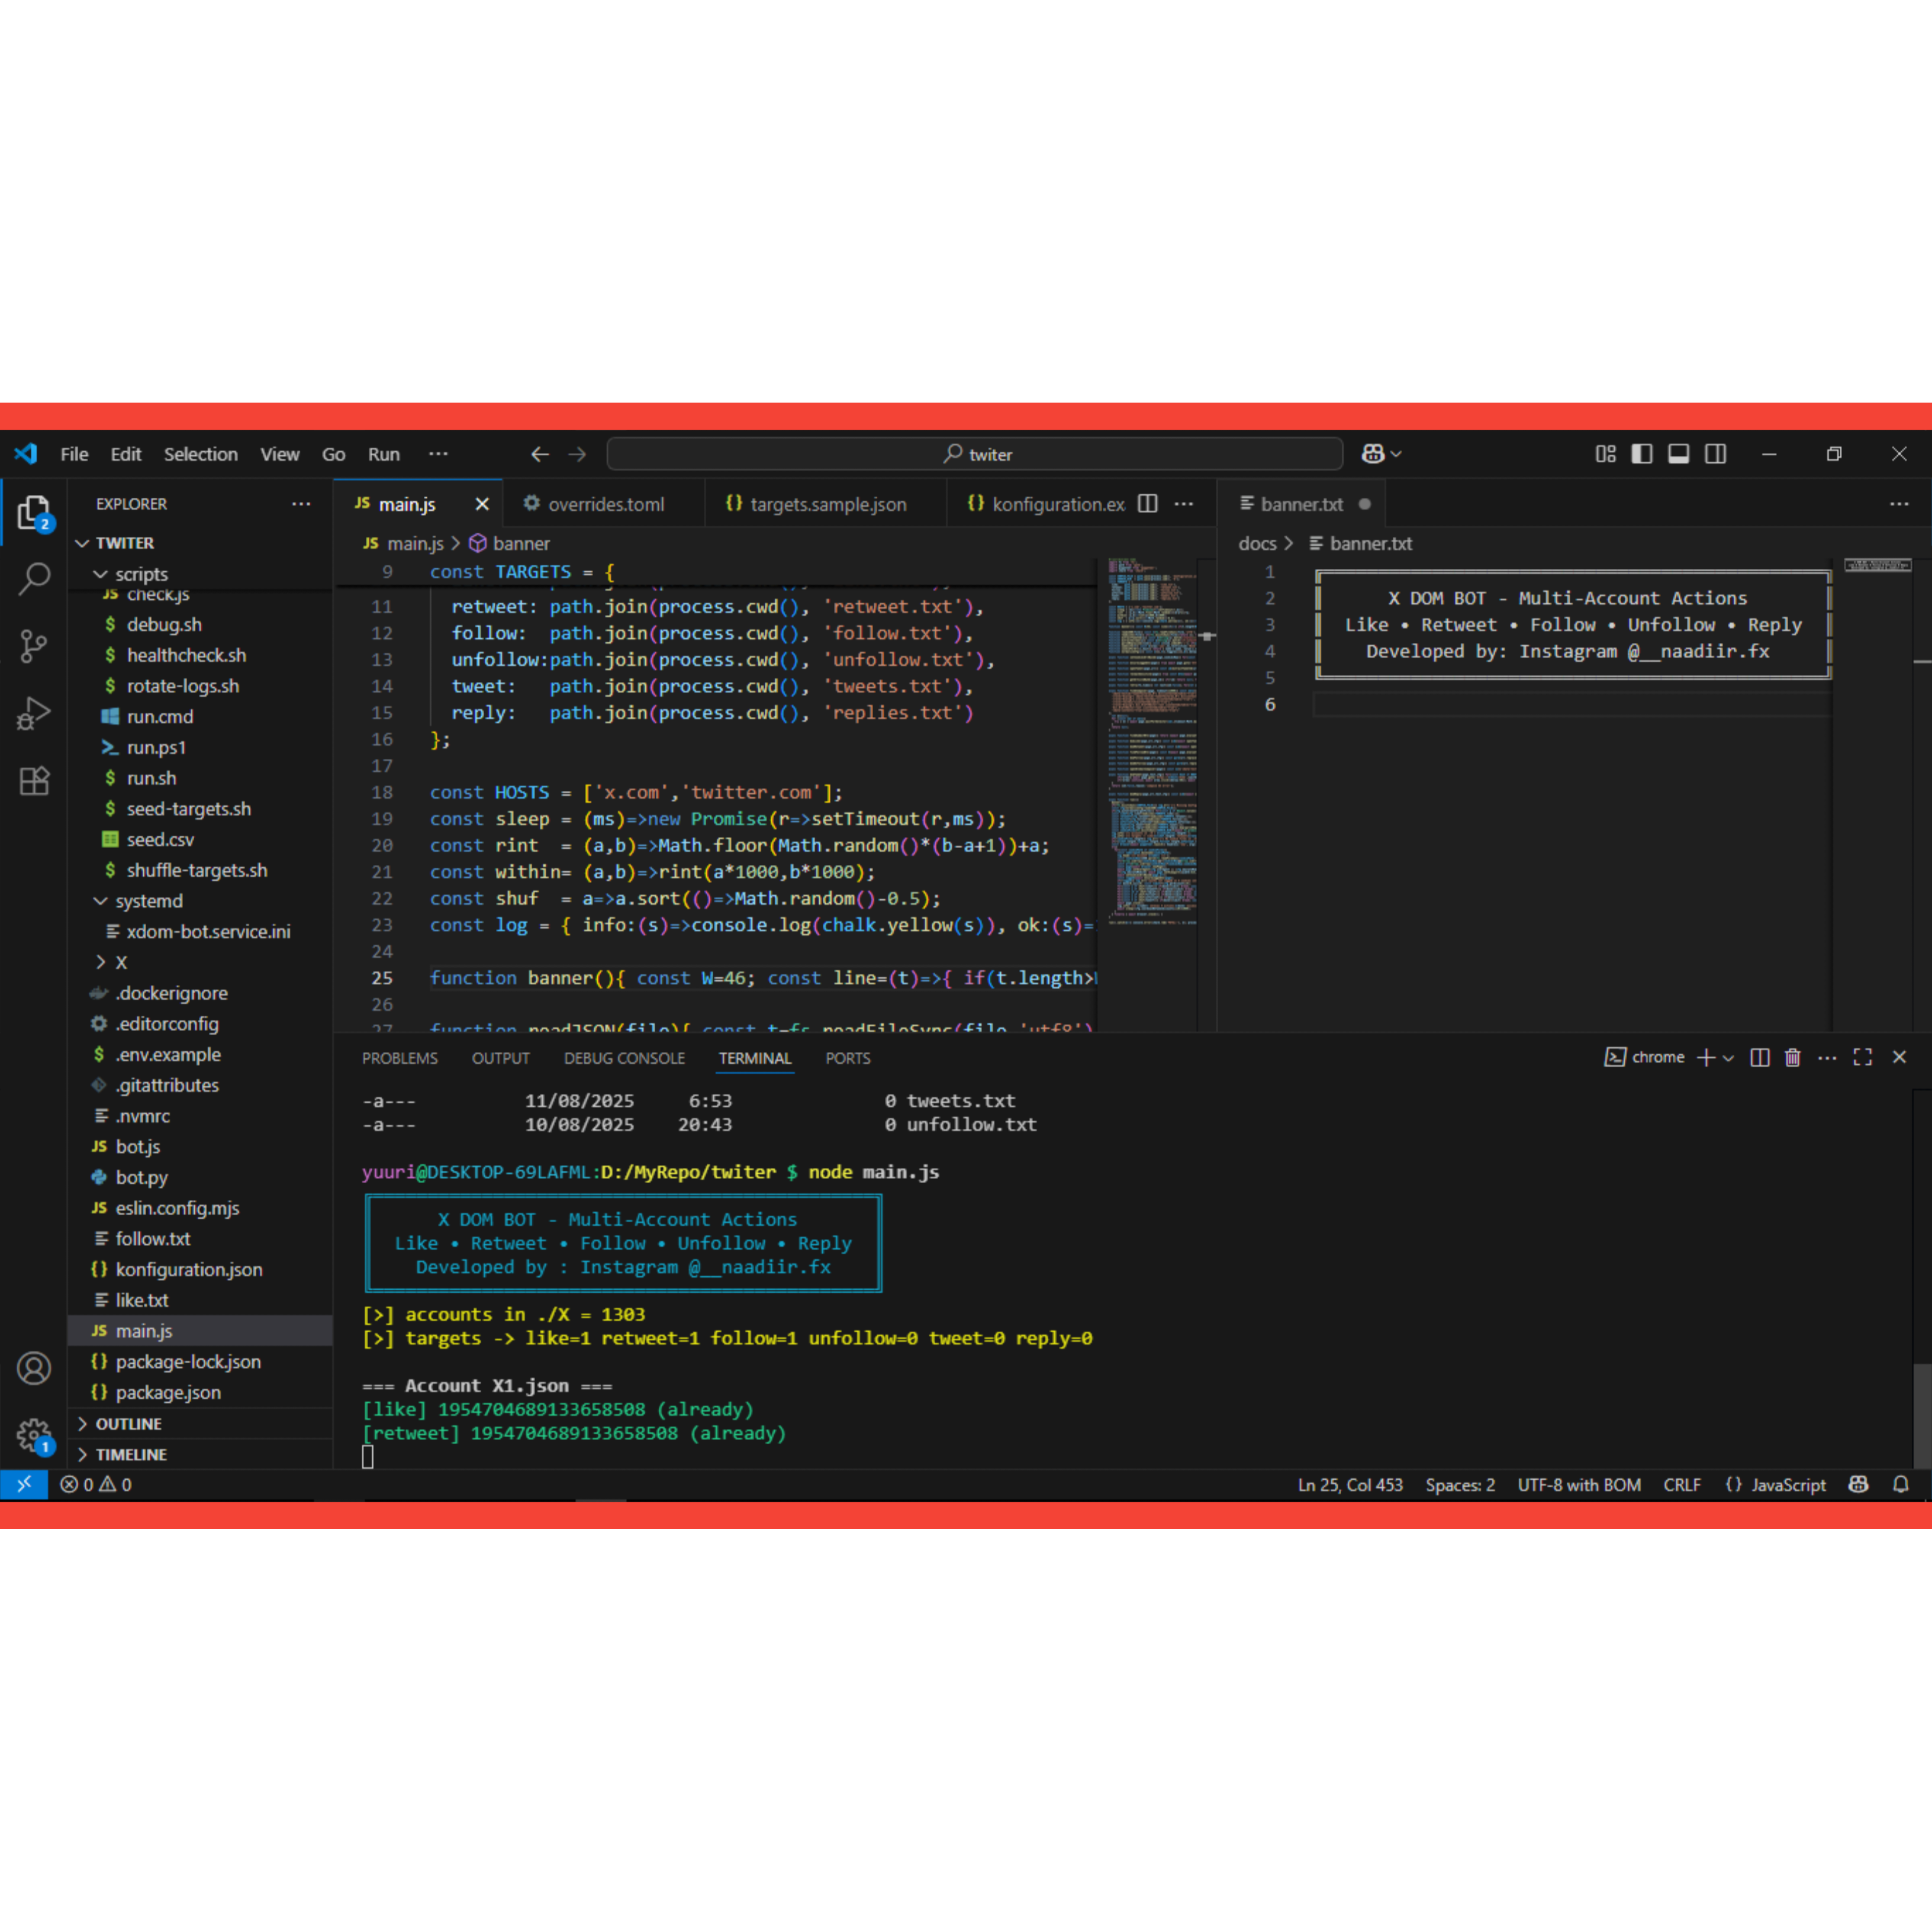 File Edit Selection View Go Run ··· twiter
EXPLORER ···
TWITER
scripts
check.js
debug.sh
healthcheck.sh
rotate-logs.sh
run.cmd
run.ps1
run.sh
seed-targets.sh
seed.csv
shuffle-targets.sh
systemd
xdom-bot.service.ini
X
.dockerignore
.editorconfig
.env.example
.gitattributes
.nvmrc
bot.js
bot.py
eslin.config.mjs
follow.txt
konfiguration.json
like.txt
main.js
package-lock.json
package.json
OUTLINE
TIMELINE
2
1
JS main.js overrides.toml {} targets.sample.json {} konfiguration.ex ···
JS main.js > banner
9 const TARGETS = {
11 retweet: path.join(process.cwd(), 'retweet.txt'),
12 follow: path.join(process.cwd(), 'follow.txt'),
13 unfollow:path.join(process.cwd(), 'unfollow.txt'),
14 tweet: path.join(process.cwd(), 'tweets.txt'),
15 reply: path.join(process.cwd(), 'replies.txt')
16 };
17
18 const HOSTS = ['x.com','twitter.com'];
19 const sleep = (ms)=>new Promise(r=>setTimeout(r,ms));
20 const rint = (a,b)=>Math.floor(Math.random()*(b-a+1))+a;
21 const within= (a,b)=>rint(a*1000,b*1000);
22 const shuf = a=>a.sort(()=>Math.random()-0.5);
23 const log = { info:(s)=>console.log(chalk.yellow(s)), ok:(s)=
24
25 function banner(){ const W=46; const line=(t)=>{ if(t.length>
26
27 function readJSON(file){ const t=fs.readFileSync(file,'utf8')
banner.txt
docs > banner.txt
1
2 X DOM BOT - Multi-Account Actions
3 Like • Retweet • Follow • Unfollow • Reply
4 Developed by: Instagram @__naadiir.fx
5
6
PROBLEMS OUTPUT DEBUG CONSOLE TERMINAL PORTS chrome
-a--- 11/08/2025 6:53 0 tweets.txt
-a--- 10/08/2025 20:43 0 unfollow.txt
yuuri@DESKTOP-69LAFML:D:/MyRepo/twiter $ node main.js
X DOM BOT - Multi-Account Actions
Like • Retweet • Follow • Unfollow • Reply
Developed by : Instagram @__naadiir.fx
[>] accounts in ./X = 1303
[>] targets -> like=1 retweet=1 follow=1 unfollow=0 tweet=0 reply=0
=== Account X1.json ===
[like] 1954704689133658508 (already)
[retweet] 1954704689133658508 (already)
0 0 Ln 25, Col 453 Spaces: 2 UTF-8 with BOM CRLF {} JavaScript